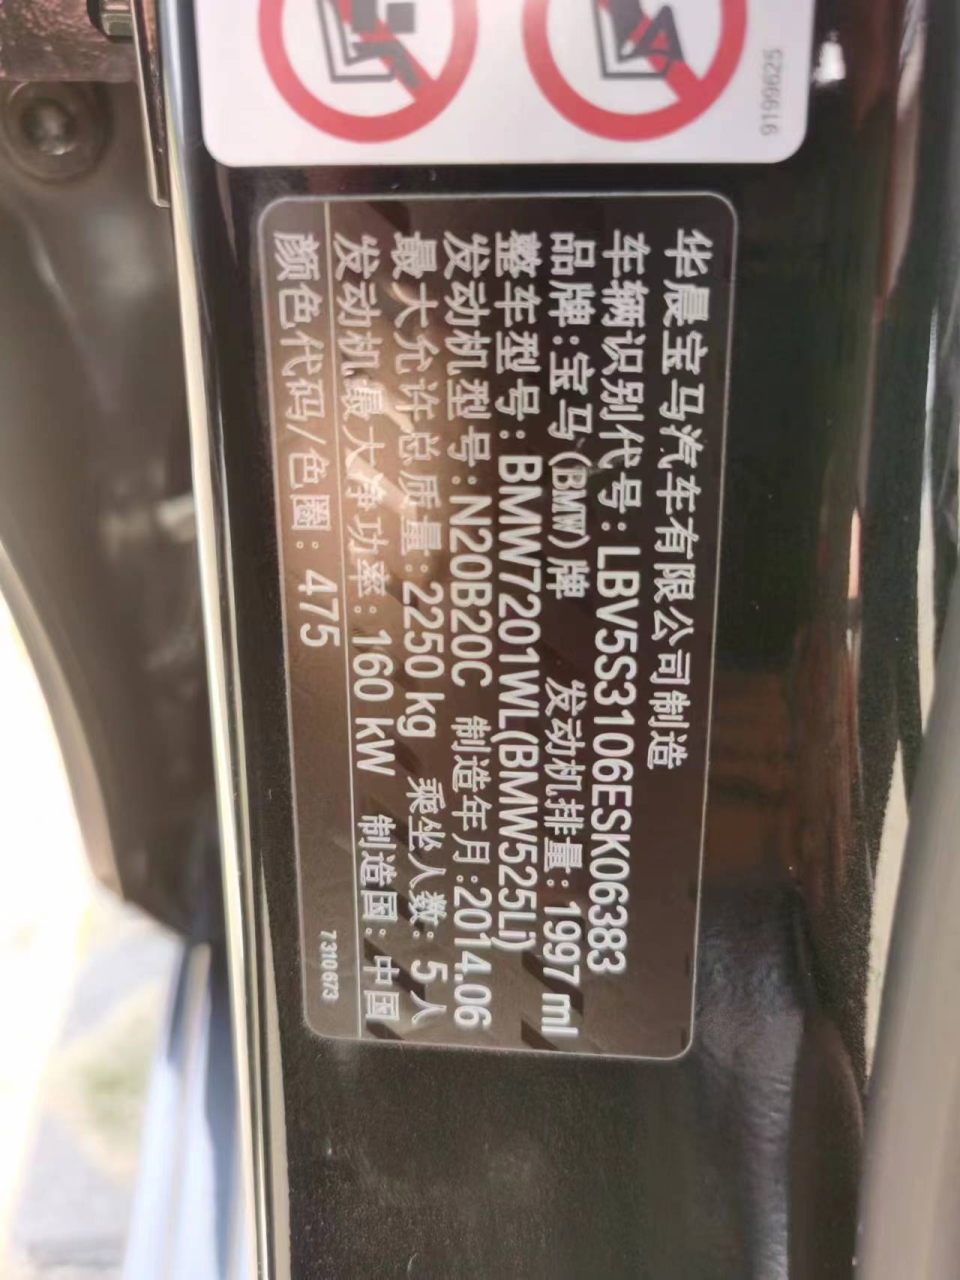 华晨宝马汽车有限公司制造
车辆识别代号: LBV5S3106ESK06383
品牌:宝马(BMW)牌 发动机排量: 1997 ml
整车型号: BMW7201WL(BMW525Li)
发动机型号:N20B20C 制造年月:2014.06
最大允许总质量:2250 kg 乘坐人数: 5 人
发动机最大净功率: 160 kW 制造国: 中国
颜色代码/色圖: 475
7310673